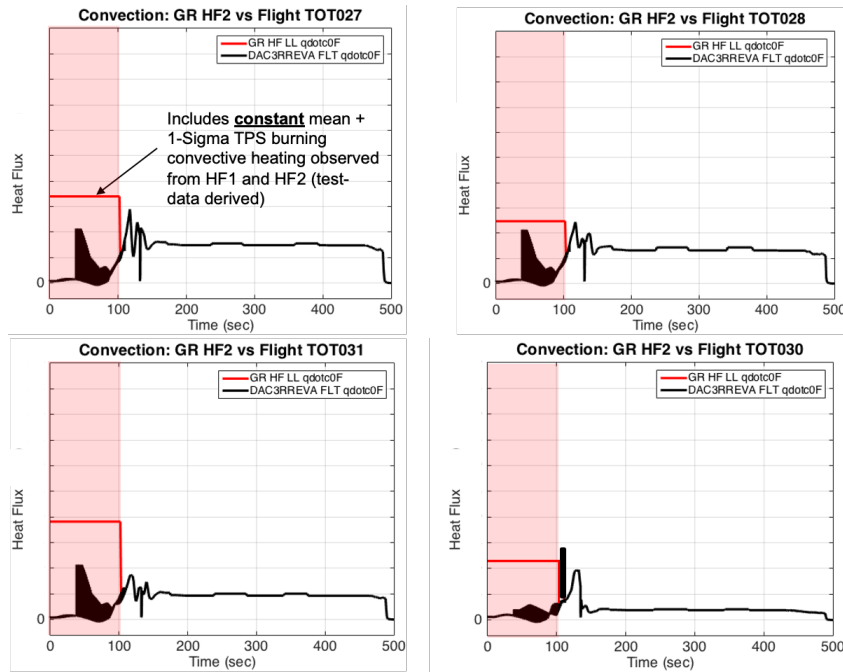 Convection: GR HF2 vs Flight TOT027
GR HF LL qdotc0F
DAC3RREVA FLT qdotc0F
Includes constant mean +
1-Sigma TPS burning
convective heating observed
from HF1 and HF2 (test-
data derived)
Heat Flux
0
0 100 200 300 400 500
Time (sec)
Convection: GR HF2 vs Flight TOT028
GR HF LL qdotc0F
DAC3RREVA FLT qdotc0F
Heat Flux
0
0 100 200 300 400 500
Time (sec)
Convection: GR HF2 vs Flight TOT031
GR HF LL qdotc0F
DAC3RREVA FLT qdotc0F
Heat Flux
0
0 100 200 300 400 500
Time (sec)
Convection: GR HF2 vs Flight TOT030
GR HF LL qdotc0F
DAC3RREVA FLT qdotc0F
Heat Flux
0
0 100 200 300 400 500
Time (sec)